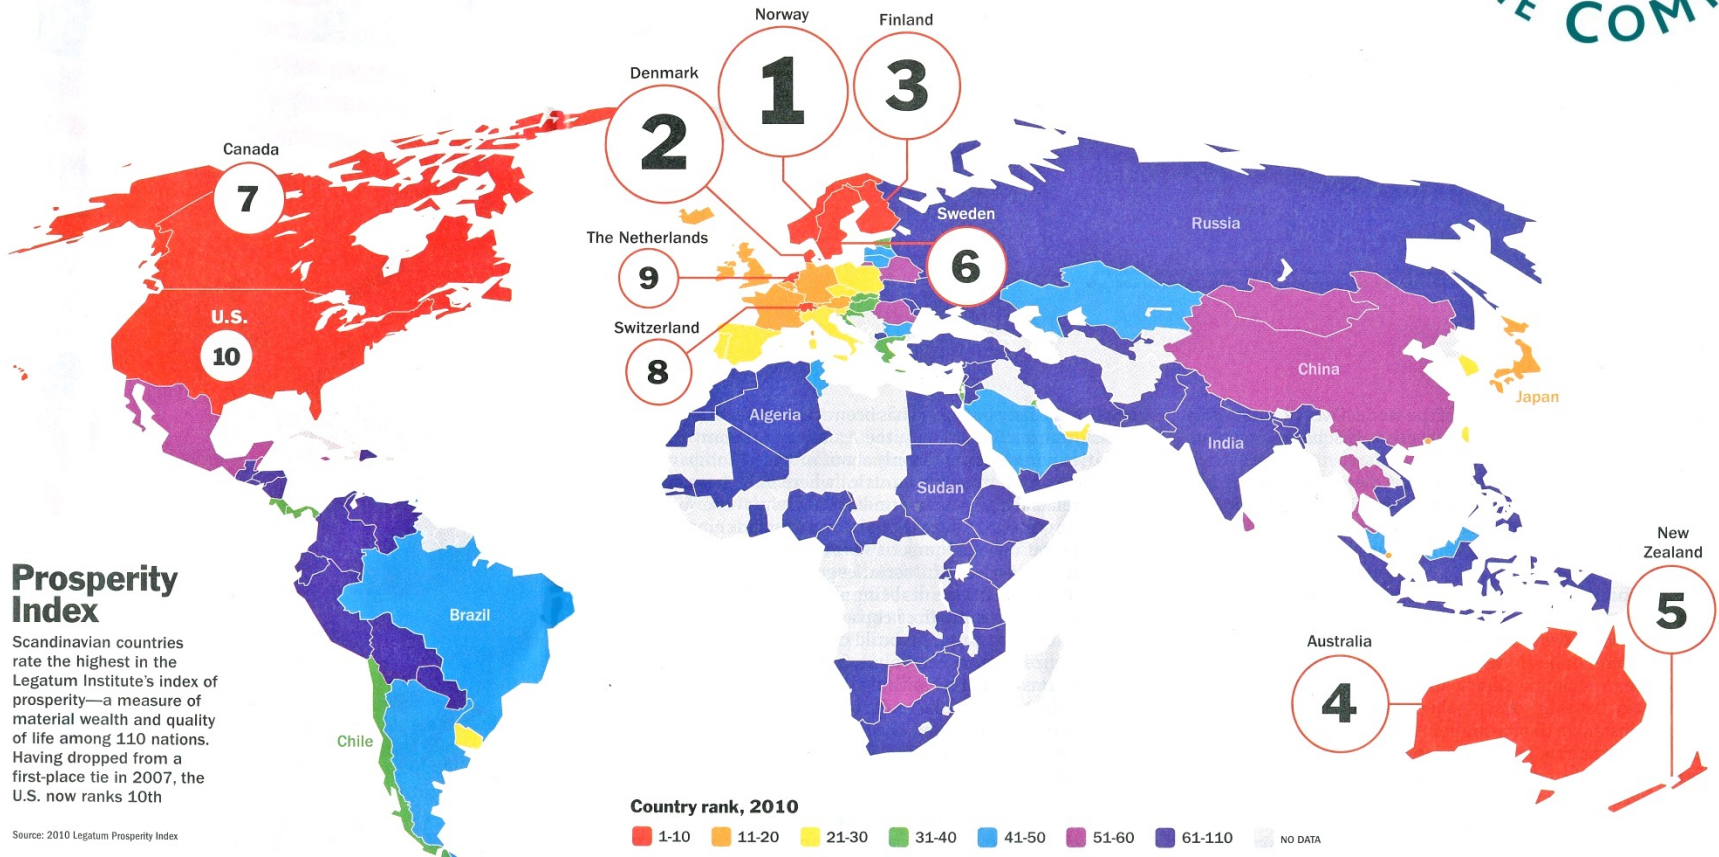 COM
Norway
1
Finland
3
Denmark
2
Canada
7
Sweden
6
Russia
The Netherlands
9
U.S.
10
Switzerland
8
China
Japan
Algeria
India
Sudan
New
Zealand
5
Prosperity
Index
Scandinavian countries
rate the highest in the
Legatum Institute's index of
prosperity—a measure of
material wealth and quality
of life among 110 nations.
Having dropped from a
first-place tie in 2007, the
U.S. now ranks 10th
Source: 2010 Legatum Prosperity Index
Brazil
Chile
Australia
4
Country rank, 2010
1-10 11-20 21-30 31-40 41-50 51-60 61-110 NO DATA